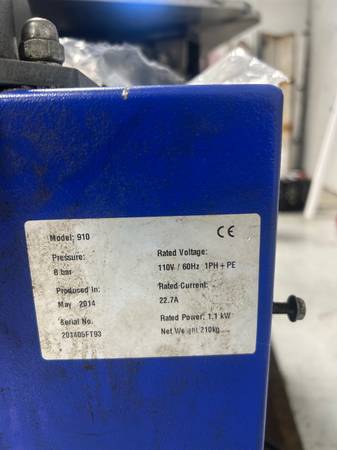 Model: 910
CE
Pressure:
8 bar
Rated Voltage:
110V / 60Hz 1PH + PE
Produced In:
May 2014
Rated Current:
22.7A
Serial No.
201405FT93
Rated Power: 1.1 kW
Net Weight 210kg